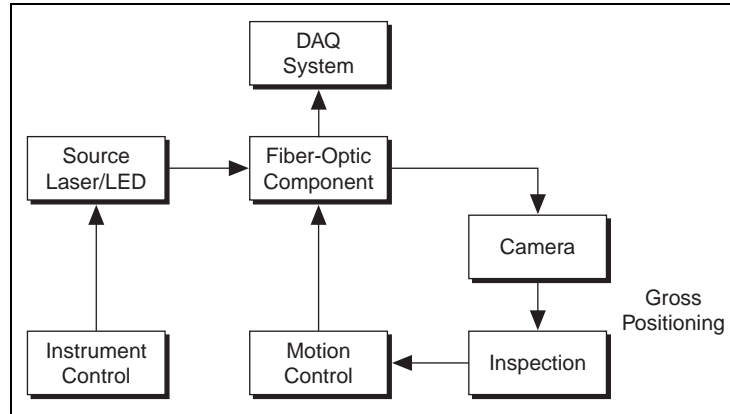 DAQ
System
Source
Laser/LED
Fiber-Optic
Component
Camera
Gross
Positioning
Instrument
Control
Motion
Control
Inspection